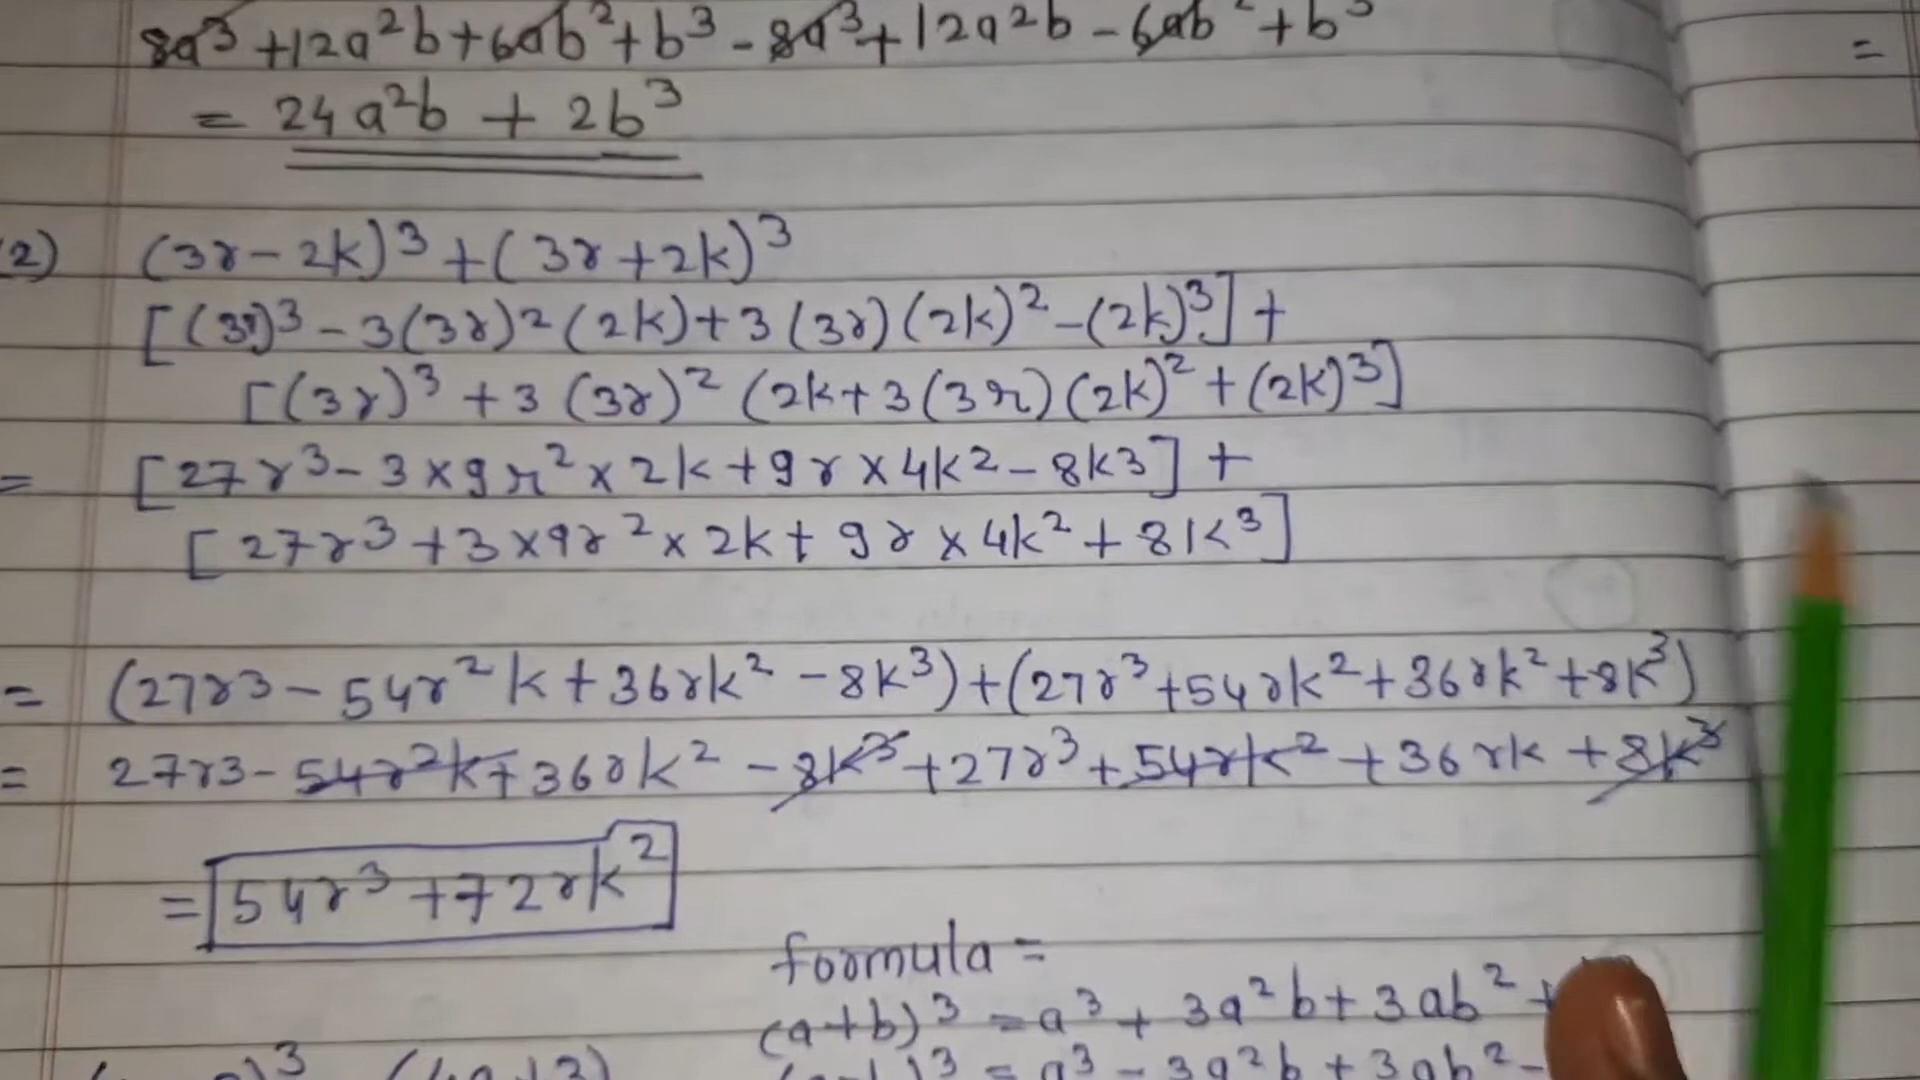 8a³ + 12a²b + 6ab² + b³ - 8a³ + 12a²b - 6ab² + b³
=
= 24a²b + 2b³
2) (3r - 2k)³ + (3r + 2k)³
[(3r)³ - 3(3r)² (2k) + 3 (3r) (2k)² - (2k)³] +
[(3r)³ + 3 (3r)² (2k + 3 (3r) (2k)² + (2k)³]
= [27r³ - 3 × 9r² × 2k + 9r × 4k² - 8k3] +
[27r³ + 3 × 9r² × 2k + 9r × 4k² + 8k³]
= (27r3 - 54r²k + 36rk² - 8k³) + (27r³ + 54rk² + 36rk² + 8k³)
= 27r3 - 54r²k + 36rk² - 8k³ + 27r³ + 54rk² + 36rk + 8k³
= 54r³ + 72rk²
formula =
(a+b)³ = a³ + 3a²b + 3ab² +
)³ = a³ - 3a²b + 3ab² -